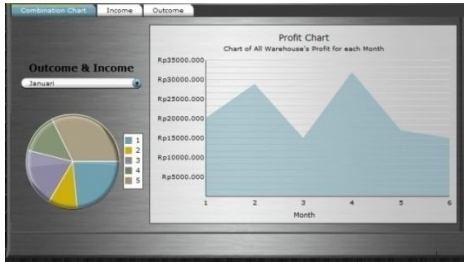 Combination Chart
Income
Outcome
Outcome & Income
Januari
1
2
3
4
5
Profit Chart
Chart of All Warehouse's Profit for each Month
Rp35000.000
Rp30000.000
Rp25000.000
Rp20000.000
Rp15000.000
Rp10000.000
Rp5000.000
1 2 3 4 5 6
Month